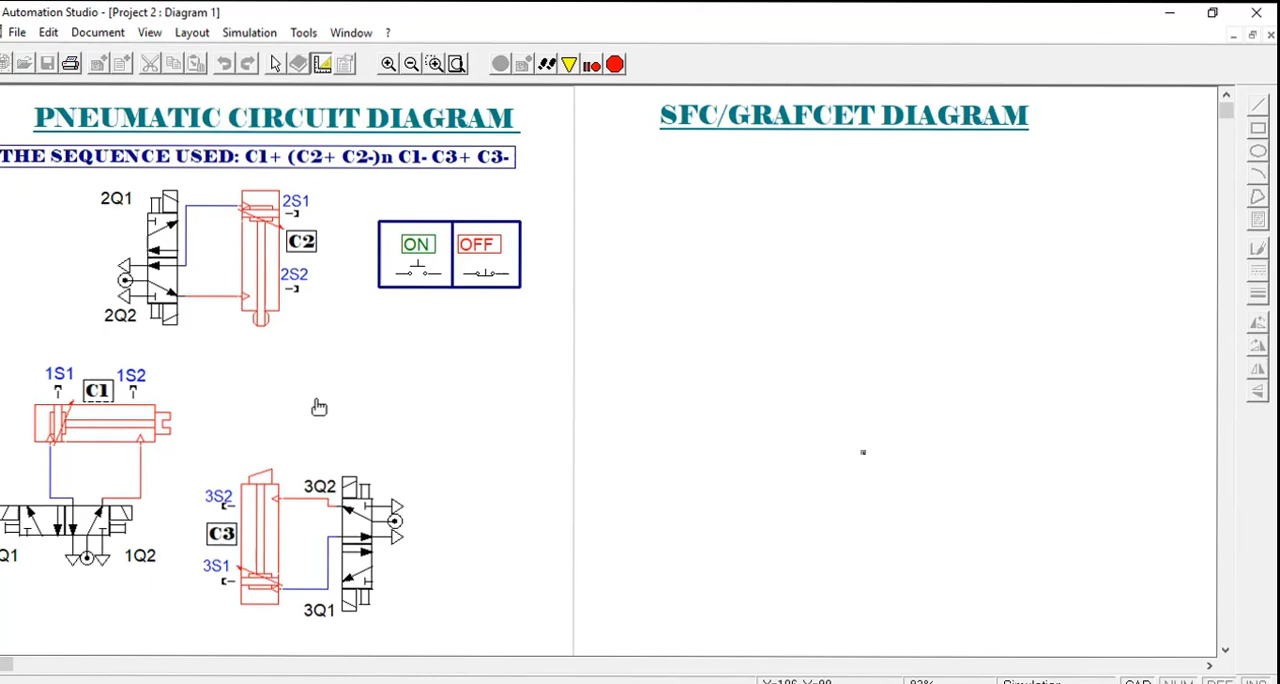 Automation Studio - [Project 2 : Diagram 1]
File Edit Document View Layout Simulation Tools Window ?
PNEUMATIC CIRCUIT DIAGRAM
SFC/GRAFCET DIAGRAM
THE SEQUENCE USED: C1+ (C2+ C2-)n C1- C3+ C3-
2Q1
2S1
C2
ON OFF
2S2
2Q2
1S1
C1
1S2
3Q2
3S2
C3
Q1
1Q2
3S1
3Q1